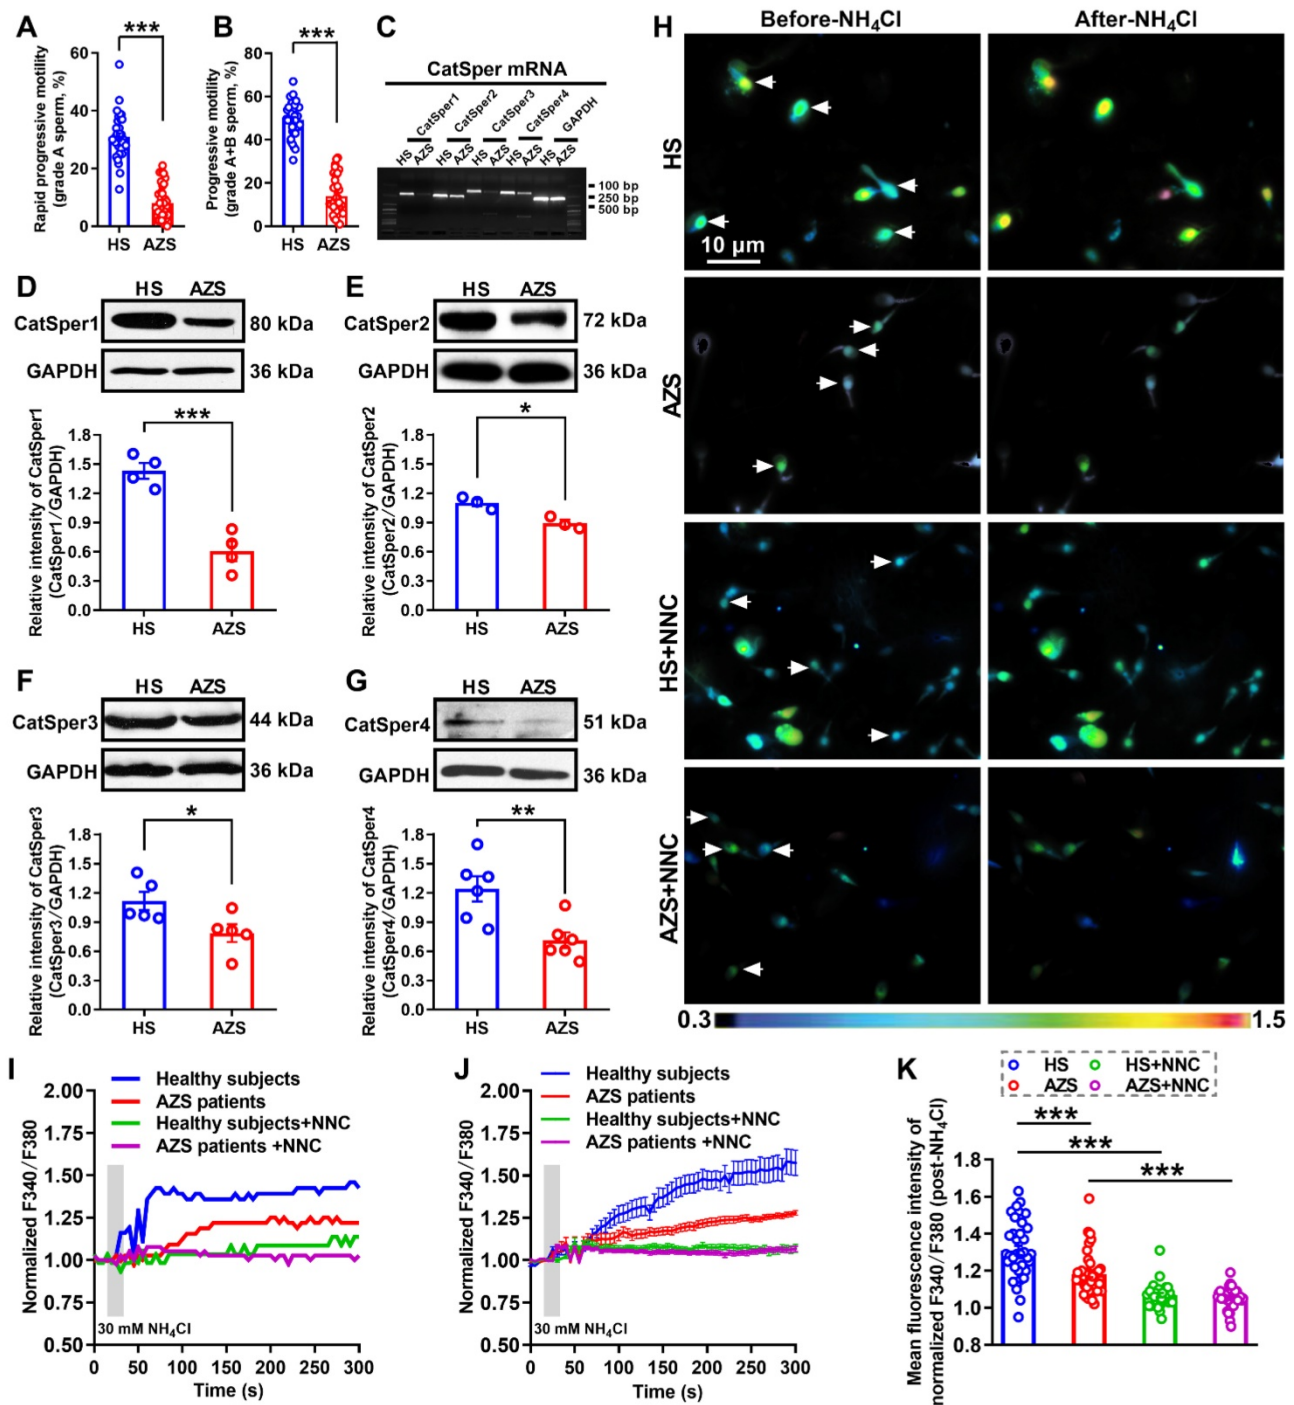 A
***
Rapid progressive motility
(grade A sperm, %)
60
40
20
0
HS
AZS
B
***
Progressive motility
(grade A+B sperm, %)
80
60
40
20
0
HS
AZS
C
CatSper mRNA
CatSper1
CatSper2
CatSper3
CatSper4
GAPDH
HS AZS HS AZS HS AZS HS AZS HS AZS
100 bp
250 bp
500 bp
D
HS AZS
CatSper1 80 kDa
GAPDH 36 kDa
***
Relative intensity of CatSper1
(CatSper1/GAPDH)
1.8
1.5
1.2
0.9
0.6
0.3
0.0
HS
AZS
E
HS AZS
CatSper2 72 kDa
GAPDH 36 kDa
*
Relative intensity of CatSper2
(CatSper2/GAPDH)
1.8
1.5
1.2
0.9
0.6
0.3
0.0
HS
AZS
F
HS AZS
CatSper3 44 kDa
GAPDH 36 kDa
*
Relative intensity of CatSper3
(CatSper3/GAPDH)
1.8
1.5
1.2
0.9
0.6
0.3
0.0
HS
AZS
G
HS AZS
CatSper4 51 kDa
GAPDH 36 kDa
**
Relative intensity of CatSper4
(CatSper4/GAPDH)
1.8
1.5
1.2
0.9
0.6
0.3
0.0
HS
AZS
H
Before-NH₄Cl After-NH₄Cl
HS
10 μm
AZS
HS+NNC
AZS+NNC
0.3 1.5
I
Healthy subjects
AZS patients
Healthy subjects+NNC
AZS patients +NNC
Normalized F340/F380
2.00
1.75
1.50
1.25
1.00
0.75
0.50
30 mM NH₄Cl
0 50 100 150 200 250 300
Time (s)
J
Healthy subjects
AZS patients
Healthy subjects+NNC
AZS patients +NNC
Normalized F340/F380
2.00
1.75
1.50
1.25
1.00
0.75
0.50
30 mM NH₄Cl
0 50 100 150 200 250 300
Time (s)
K
HS HS+NNC
AZS AZS+NNC
***
***
***
Mean fluorescence intensity of
normalized F340/F380 (post-NH₄Cl)
1.8
1.6
1.4
1.2
1.0
0.8